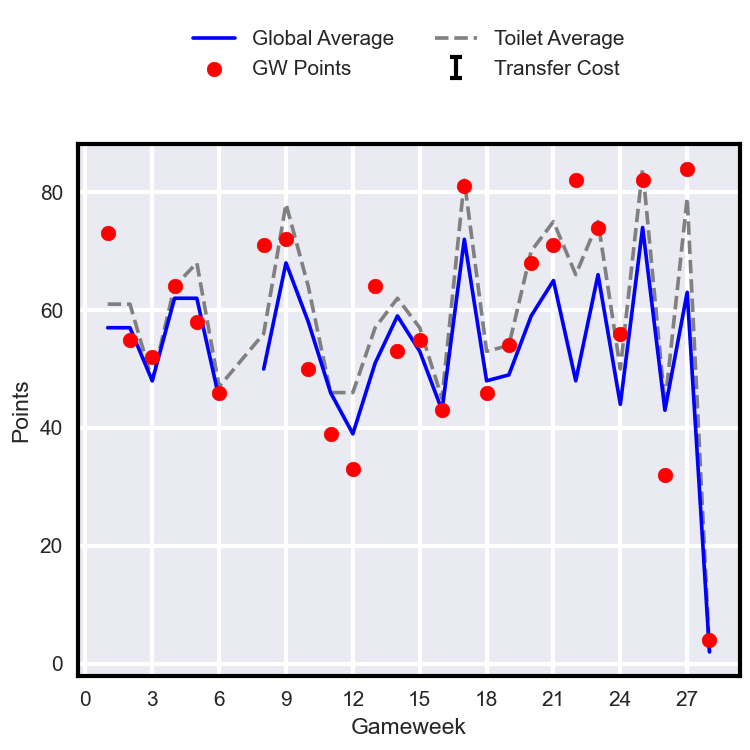 Global Average
Toilet Average
GW Points
Transfer Cost
80
60
40
20
0
Points
0 3 6 9 12 15 18 21 24 27
Gameweek